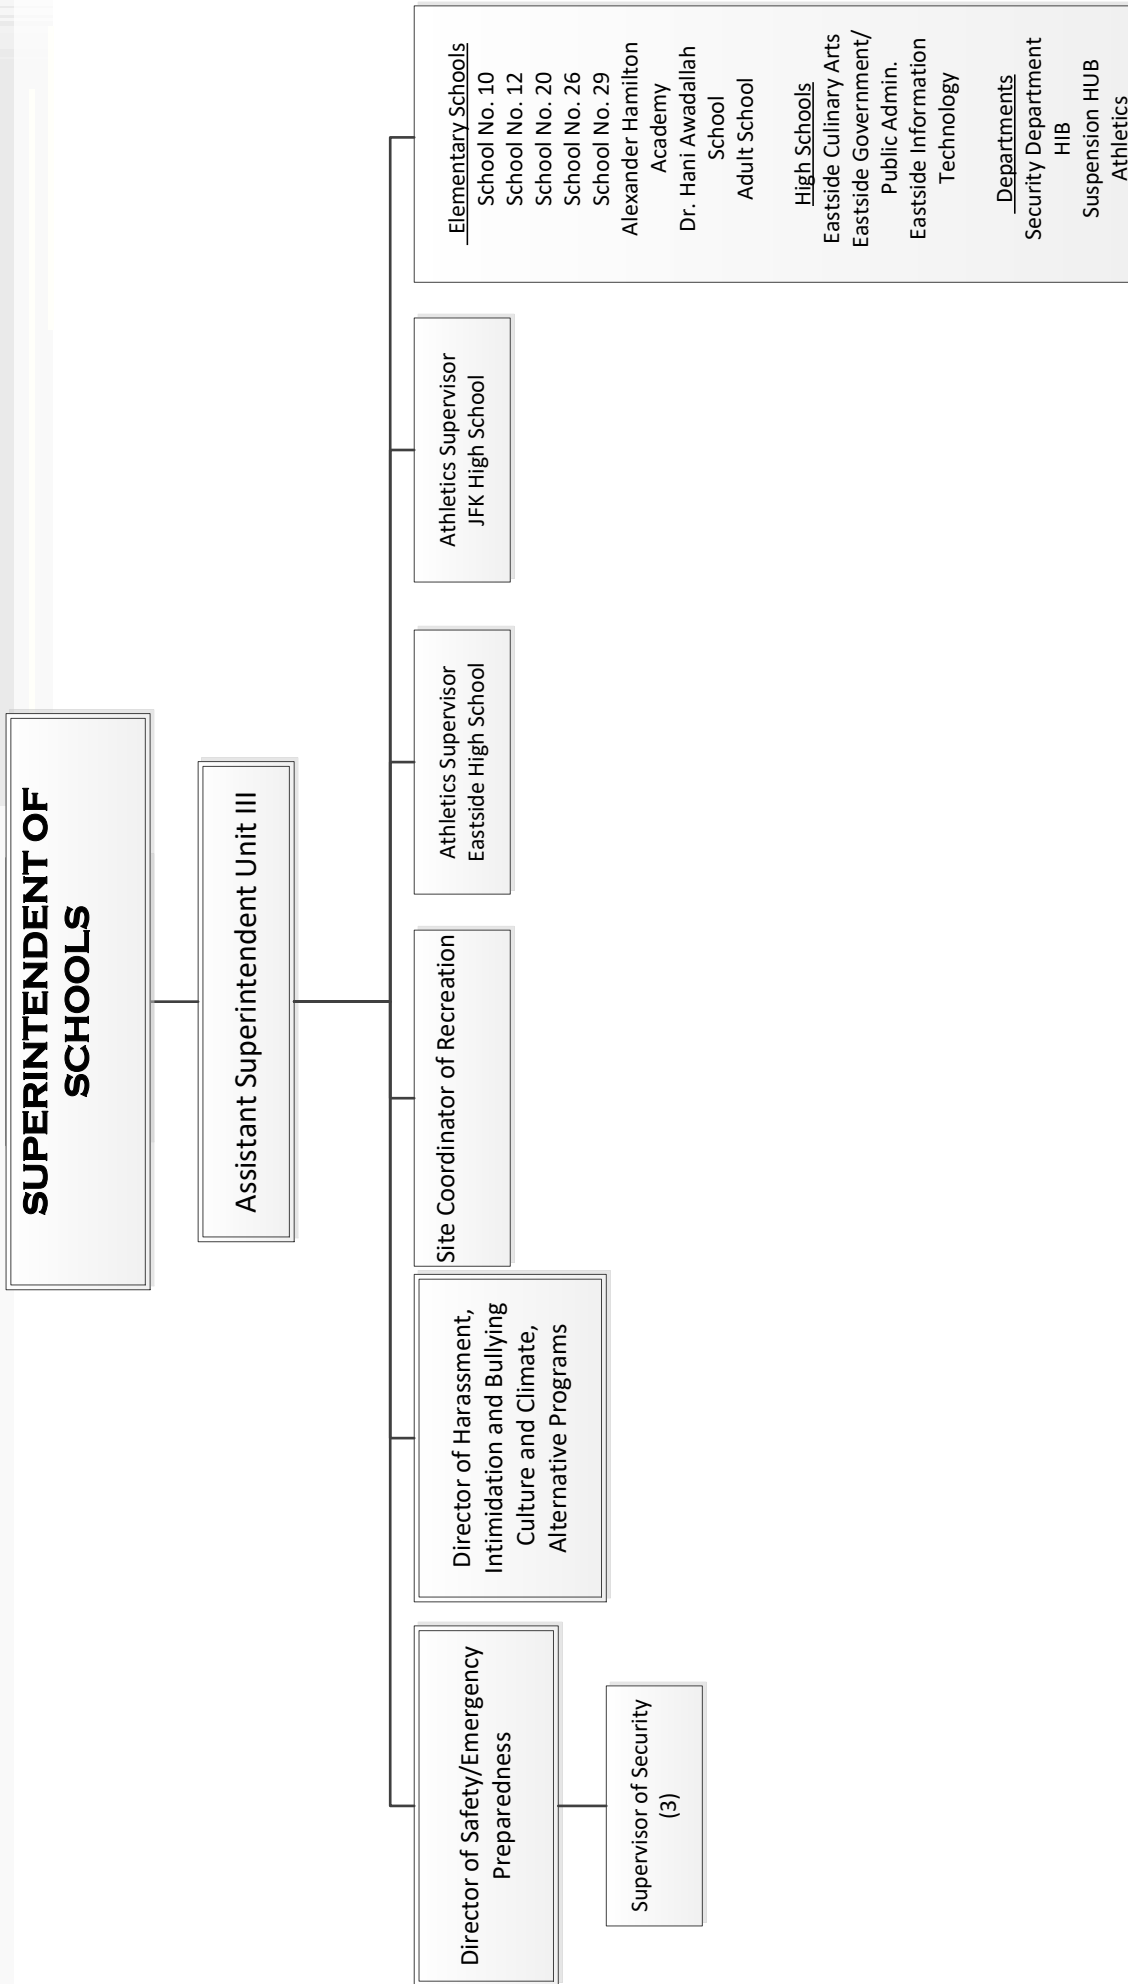 SUPERINTENDENT OF
SCHOOLS
Assistant Superintendent Unit III
Director of Safety/Emergency
Preparedness
Supervisor of Security
(3)
Director of Harassment,
Intimidation and Bullying
Culture and Climate,
Alternative Programs
Site Coordinator of Recreation
Athletics Supervisor
Eastside High School
Athletics Supervisor
JFK High School
Elementary Schools
School No. 10
School No. 12
School No. 20
School No. 26
School No. 29
Alexander Hamilton
Academy
Dr. Hani Awadallah
School
Adult School
High Schools
Eastside Culinary Arts
Eastside Government/
Public Admin.
Eastside Information
Technology
Departments
Security Department
HIB
Suspension HUB
Athletics